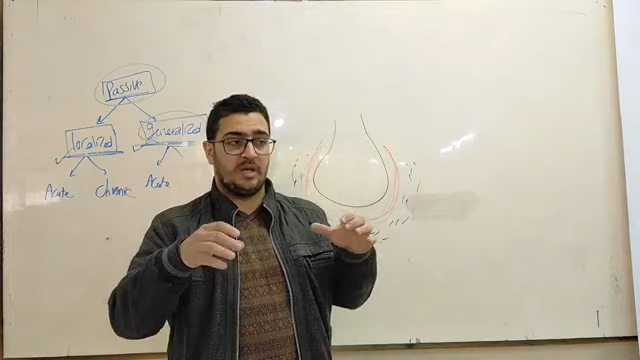 Passive
localized
generalized
Acute chronic Acute